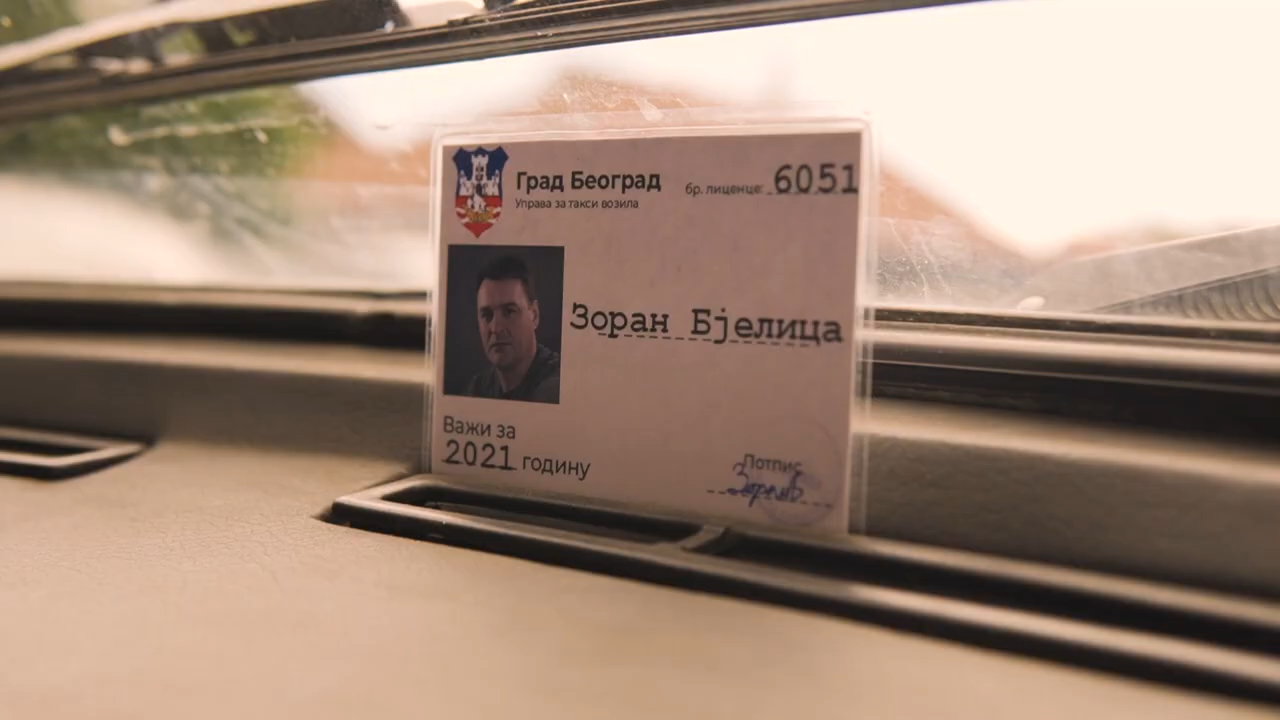 Град Београд
Управа за такси возила
бр. лиценце: 6051
Зоран Бјелица
Важи за
2021 годину
Потпис